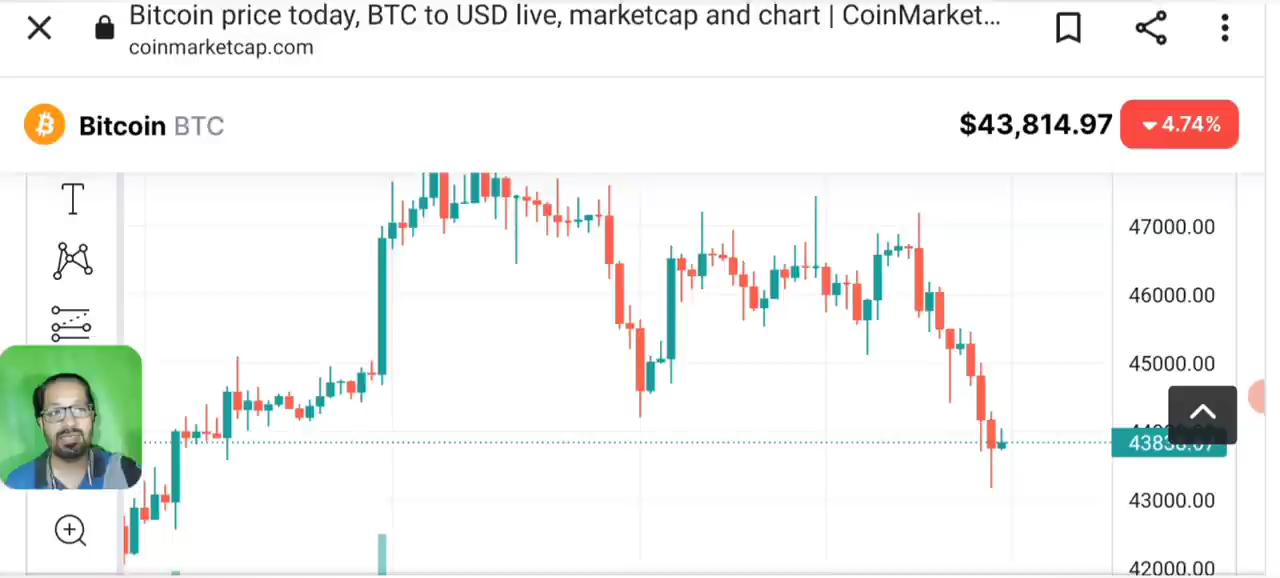 Bitcoin price today, BTC to USD live, marketcap and chart | CoinMarket...
coinmarketcap.com
Bitcoin BTC
$43,814.97
4.74%
T
47000.00
46000.00
45000.00
43000.00
42000.00